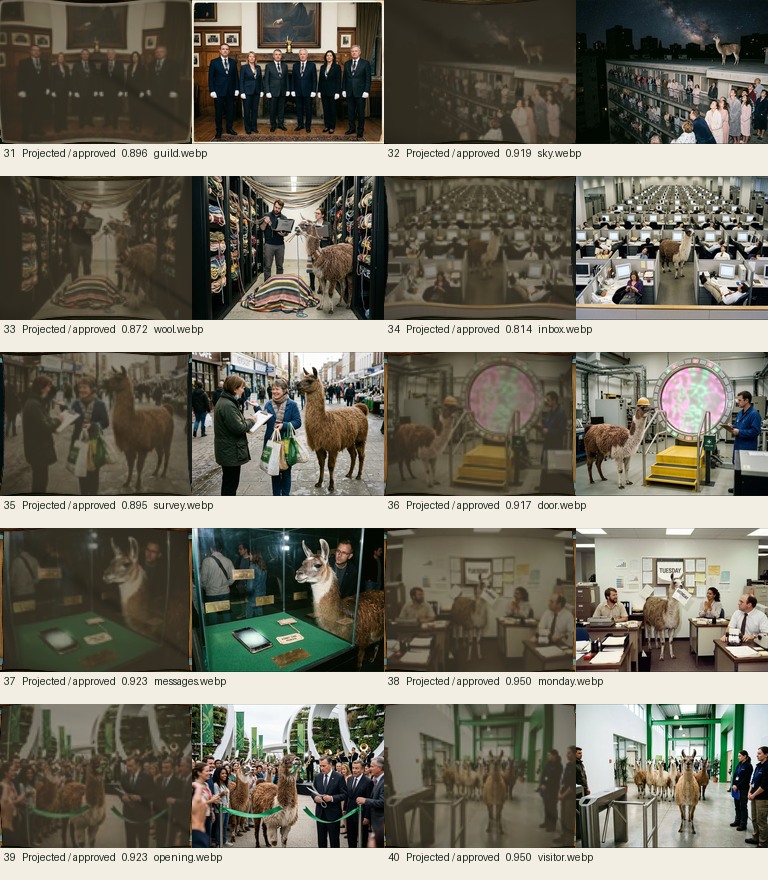 31 Projected / approved 0.896 guild.webp
32 Projected / approved 0.919 sky.webp
33 Projected / approved 0.872 wool.webp
34 Projected / approved 0.814 inbox.webp
35 Projected / approved 0.895 survey.webp
36 Projected / approved 0.917 door.webp
37 Projected / approved 0.923 messages.webp
TUESDAY
TUESDAY
38 Projected / approved 0.950 monday.webp
39 Projected / approved 0.923 opening.webp
40 Projected / approved 0.950 visitor.webp